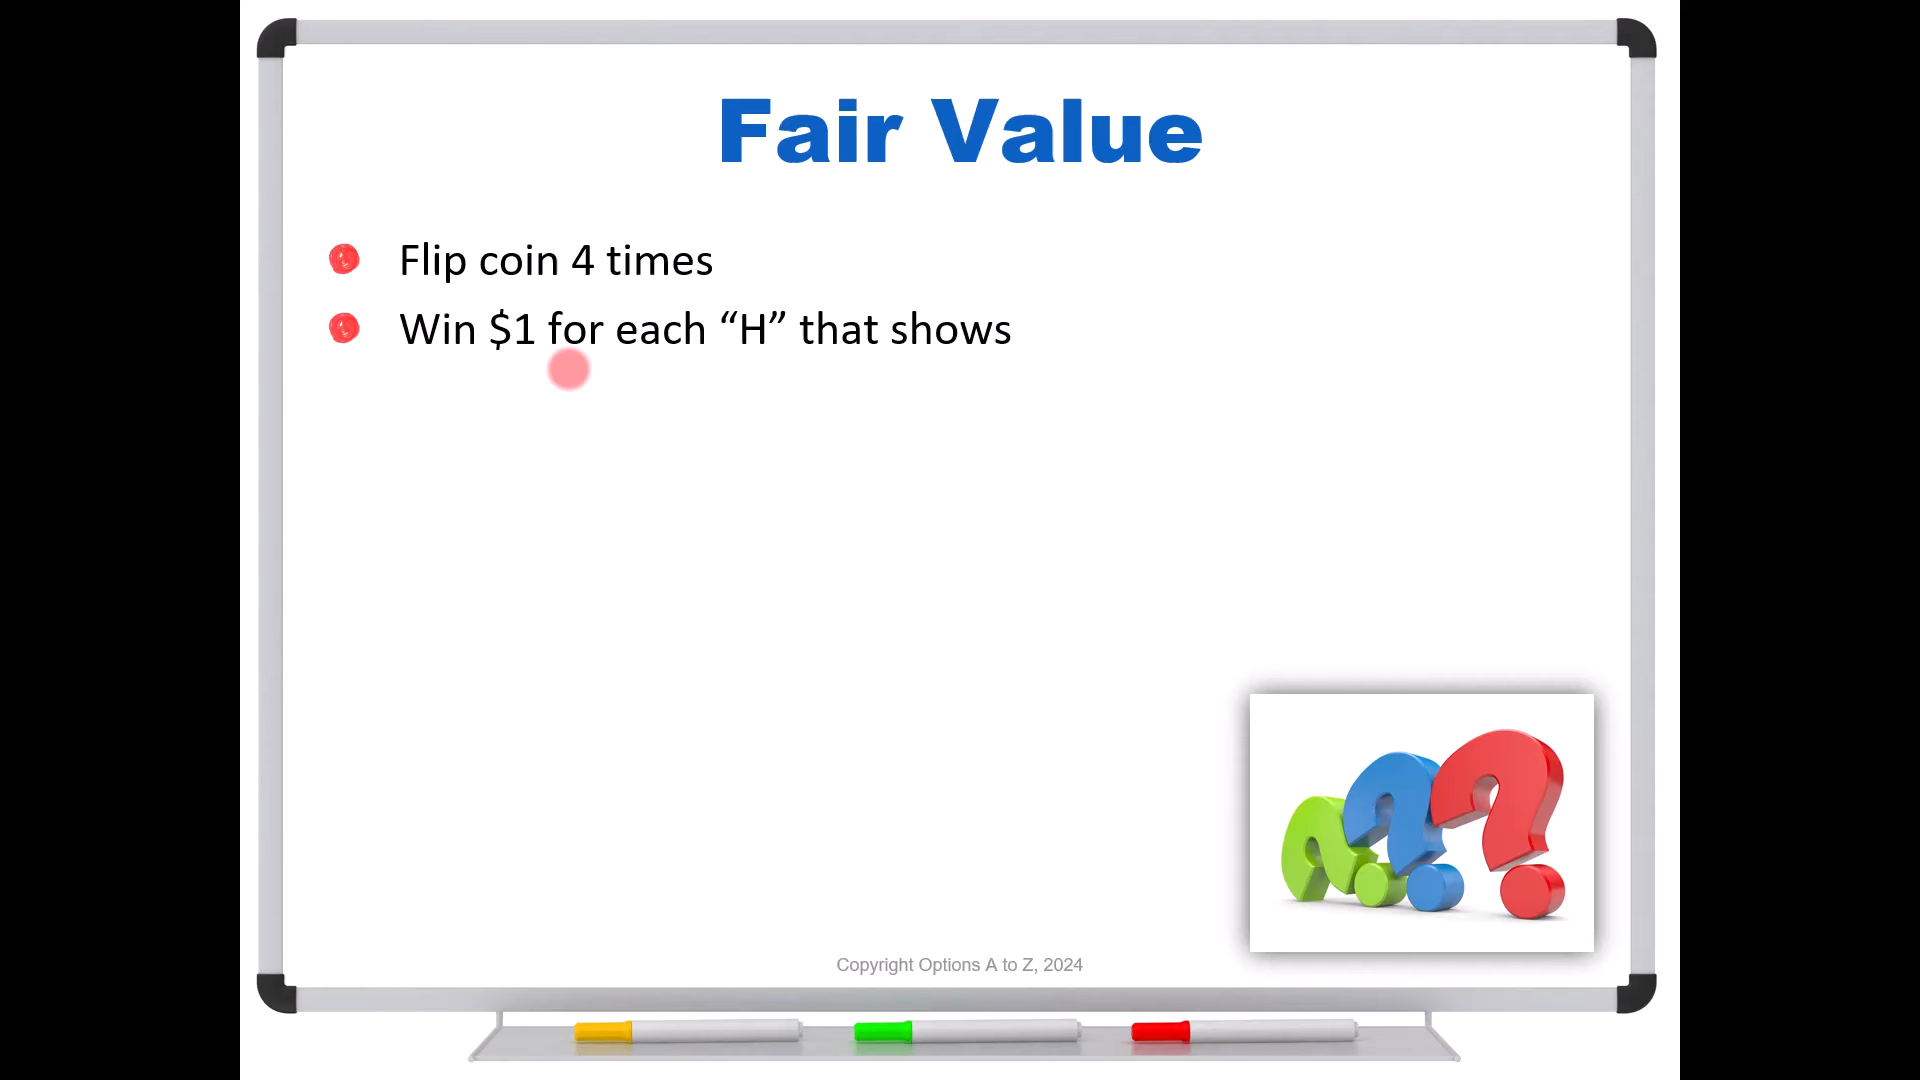 Fair Value
Flip coin 4 times
Win $1 for each “H” that shows
Copyright Options A to Z, 2024